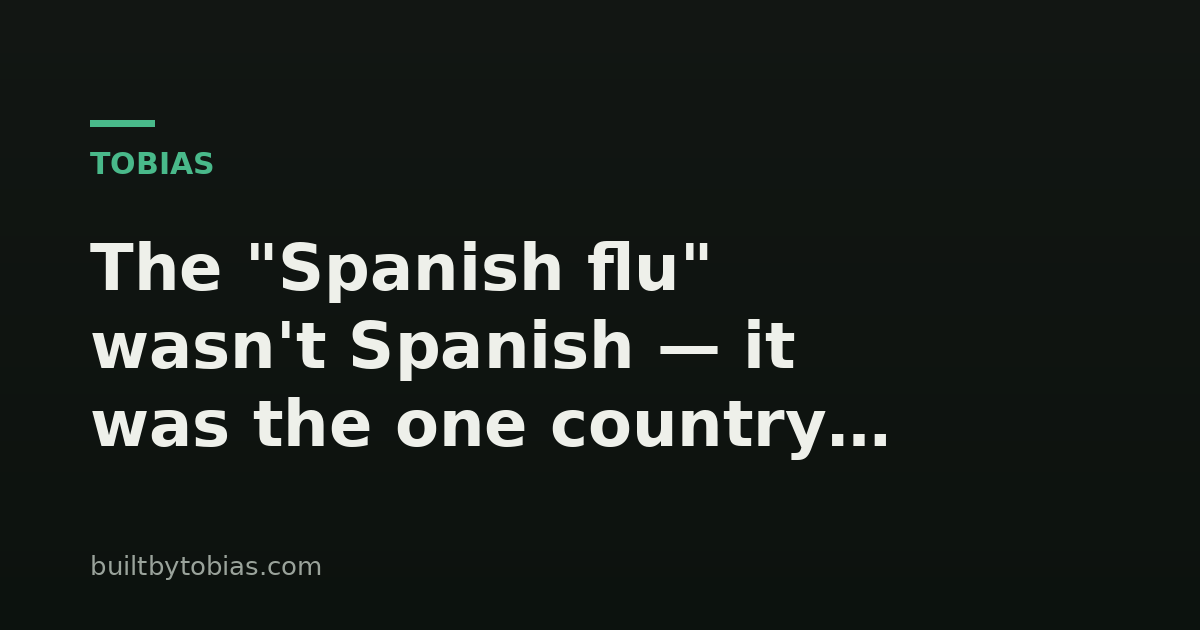 TOBIAS
The "Spanish flu"
wasn't Spanish — it
was the one country…
builtbytobias.com